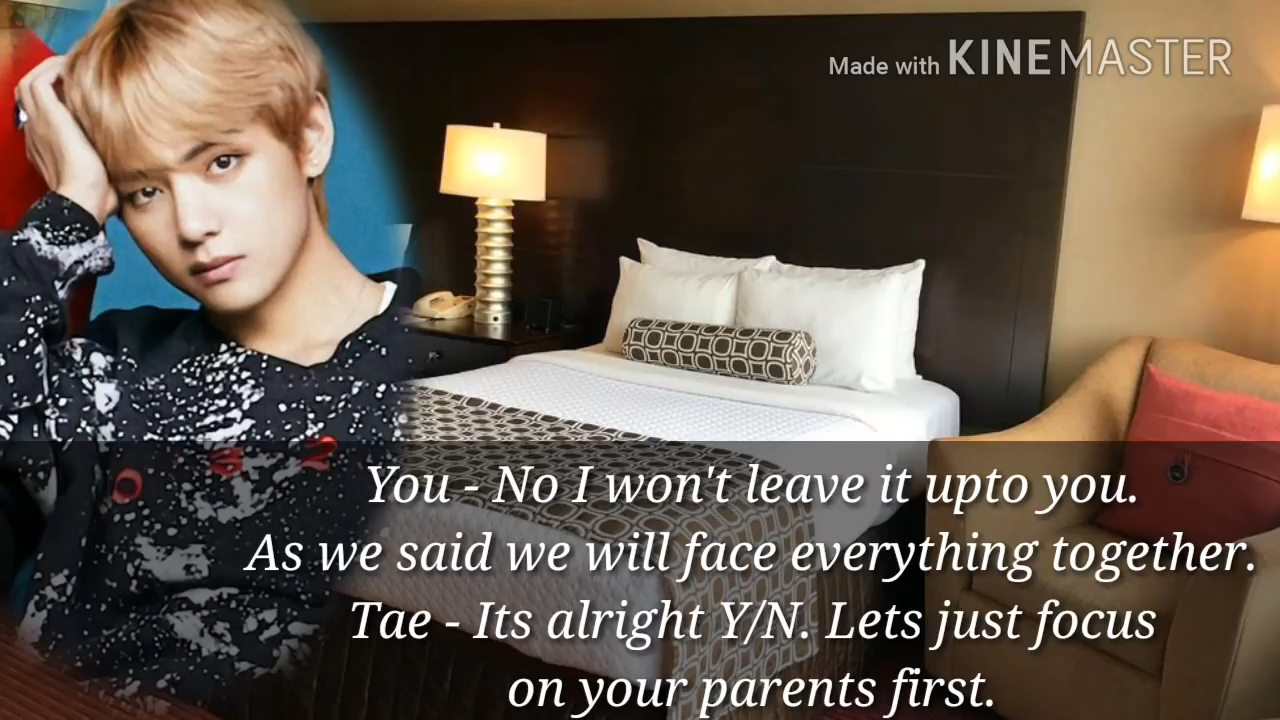 Made with KINEMASTER
You - No I won't leave it upto you.
As we said we will face everything together.
Tae - Its alright Y/N. Lets just focus
on your parents first.